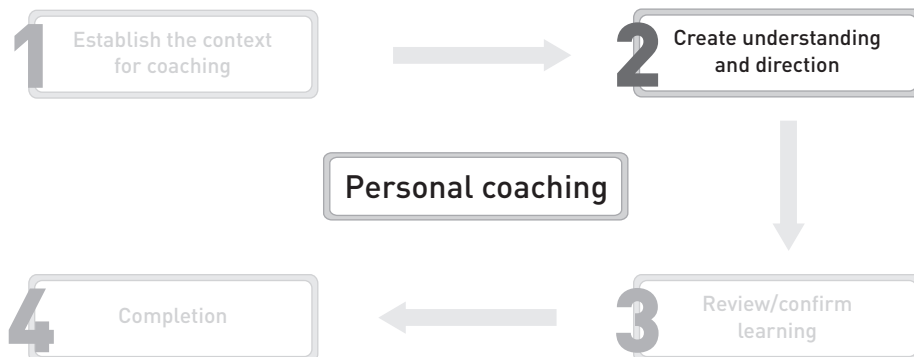 1
Establish the context
for coaching
2
Create understanding
and direction
Personal coaching
4
Completion
3
Review/confirm
learning